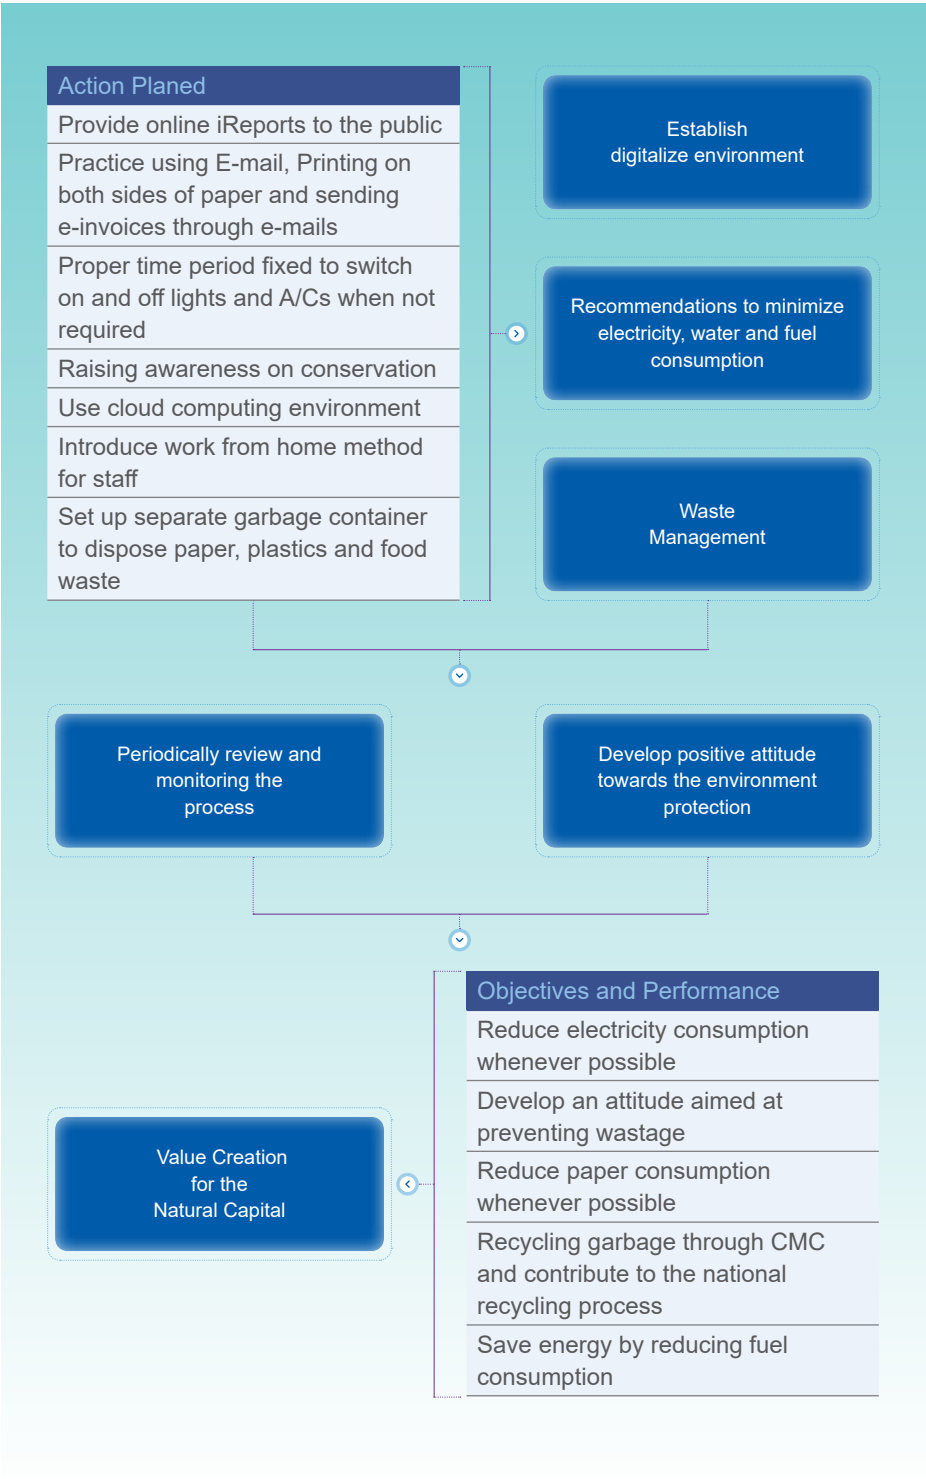 Action Planed
Provide online iReports to the public
Practice using E-mail, Printing on
both sides of paper and sending
e-invoices through e-mails
Proper time period fixed to switch
on and off lights and A/Cs when not
required
Raising awareness on conservation
Use cloud computing environment
Introduce work from home method
for staff
Set up separate garbage container
to dispose paper, plastics and food
waste
Establish
digitalize environment
Recommendations to minimize
electricity, water and fuel
consumption
Waste
Management
Periodically review and
monitoring the
process
Develop positive attitude
towards the environment
protection
Objectives and Performance
Reduce electricity consumption
whenever possible
Develop an attitude aimed at
preventing wastage
Reduce paper consumption
whenever possible
Recycling garbage through CMC
and contribute to the national
recycling process
Save energy by reducing fuel
consumption
Value Creation
for the
Natural Capital